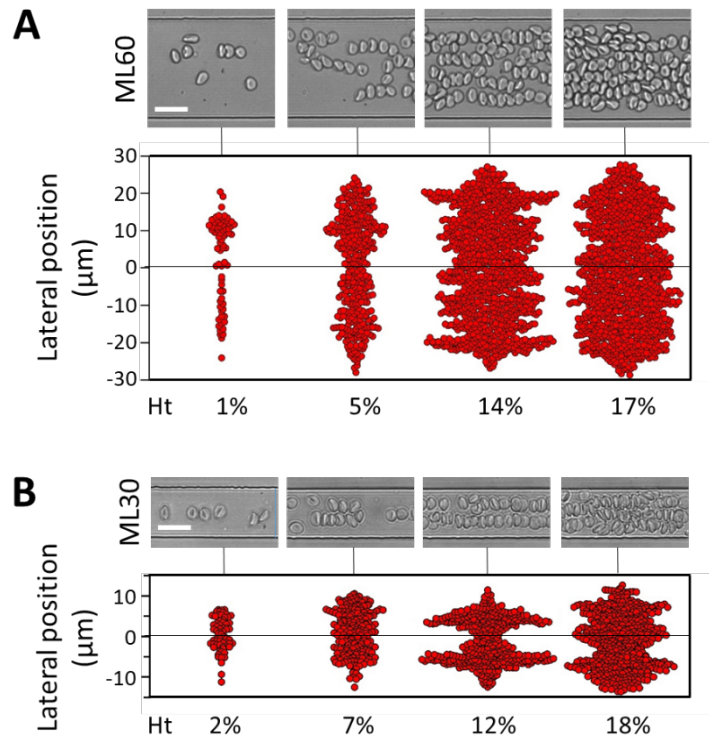 A
ML60
30
20
10
0
-10
-20
-30
Lateral position
(µm)
Ht 1% 5% 14% 17%
B
ML30
10
0
-10
Lateral position
(µm)
Ht 2% 7% 12% 18%